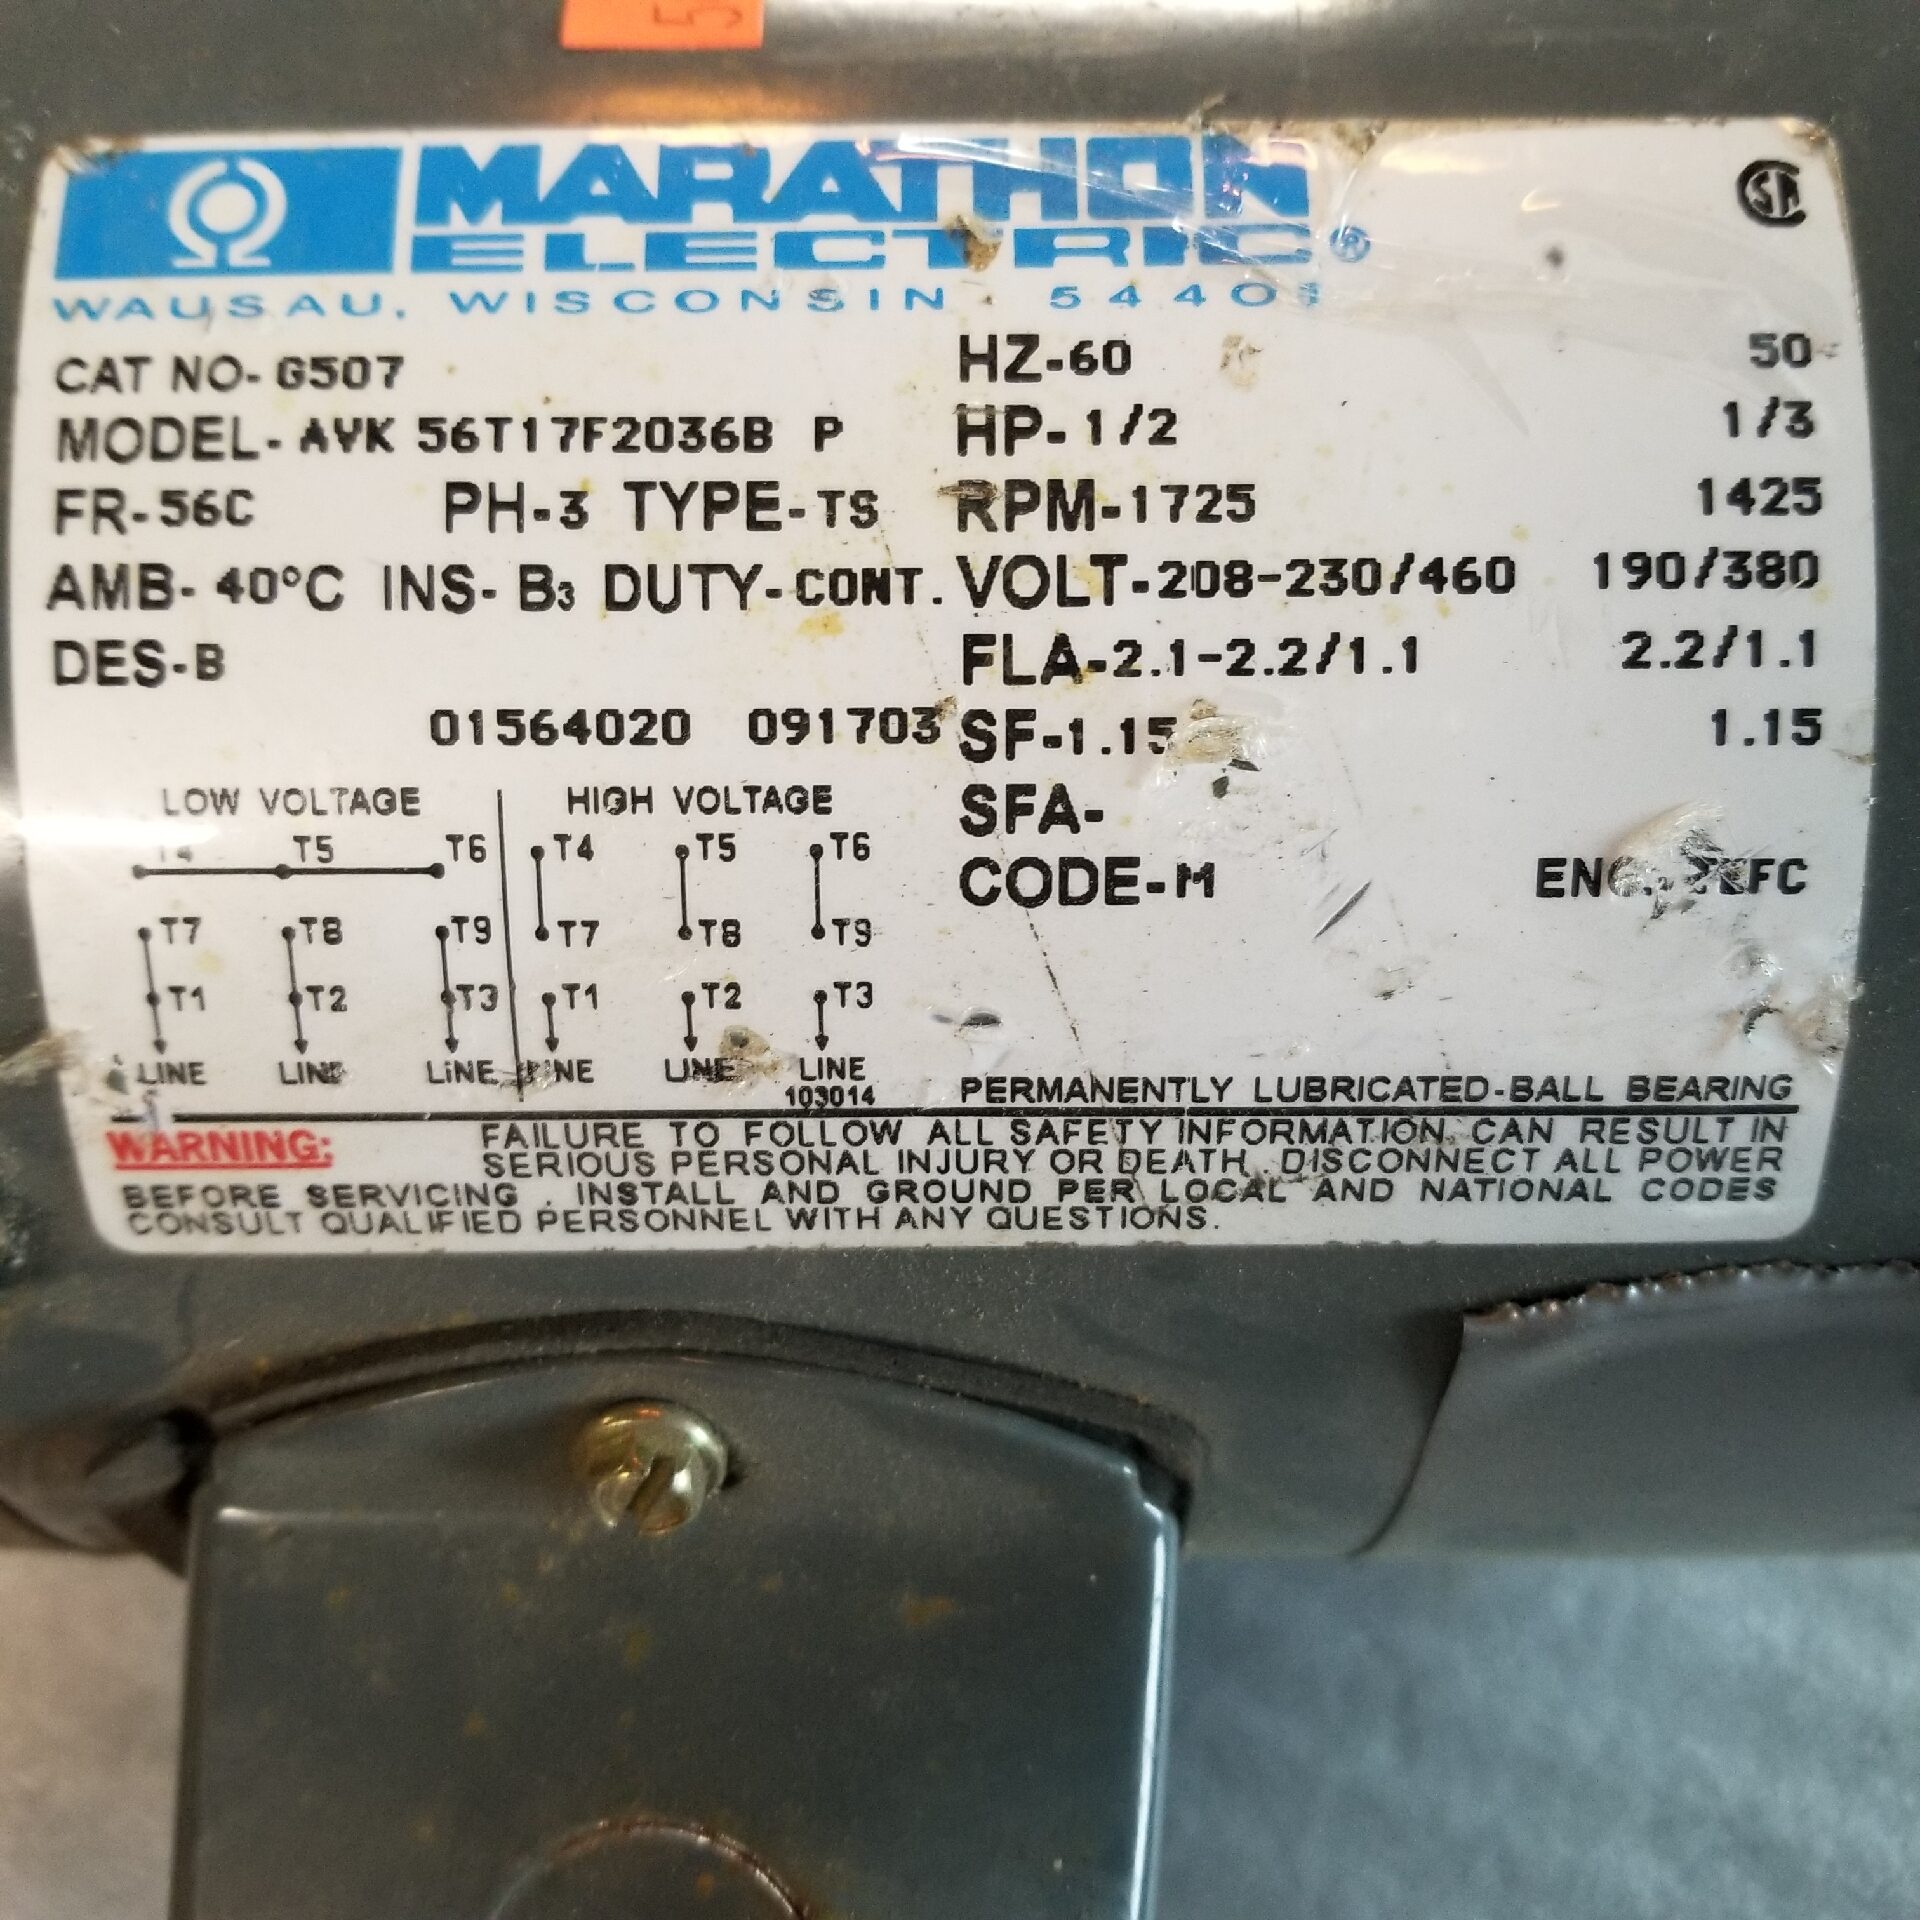 5
MARATHON
ELECTRIC®
WAUSAU, WISCONSIN 54401
CAT NO- G507
MODEL- AVK 56T17F2036B P
FR-56C PH-3 TYPE-TS
AMB- 40°C INS- B3 DUTY-CONT.
DES-B
01564020 091703
HZ-60 50
HP-1/2 1/3
RPM-1725 1425
VOLT-208-230/460 190/380
FLA-2.1-2.2/1.1 2.2/1.1
SF-1.15 1.15
SFA-
CODE-M
LOW VOLTAGE HIGH VOLTAGE
T4 T5 T6 T4 T5 T6
T7 T8 T9 T7 T8 T9
T1 T2 T3 T1 T2 T3
LINE LINE LINE LINE LINE LINE
103014
PERMANENTLY LUBRICATED-BALL BEARING
WARNING: FAILURE TO FOLLOW ALL SAFETY INFORMATION CAN RESULT IN
SERIOUS PERSONAL INJURY OR DEATH. DISCONNECT ALL POWER
BEFORE SERVICING. INSTALL AND GROUND PER LOCAL AND NATIONAL CODES
CONSULT QUALIFIED PERSONNEL WITH ANY QUESTIONS.